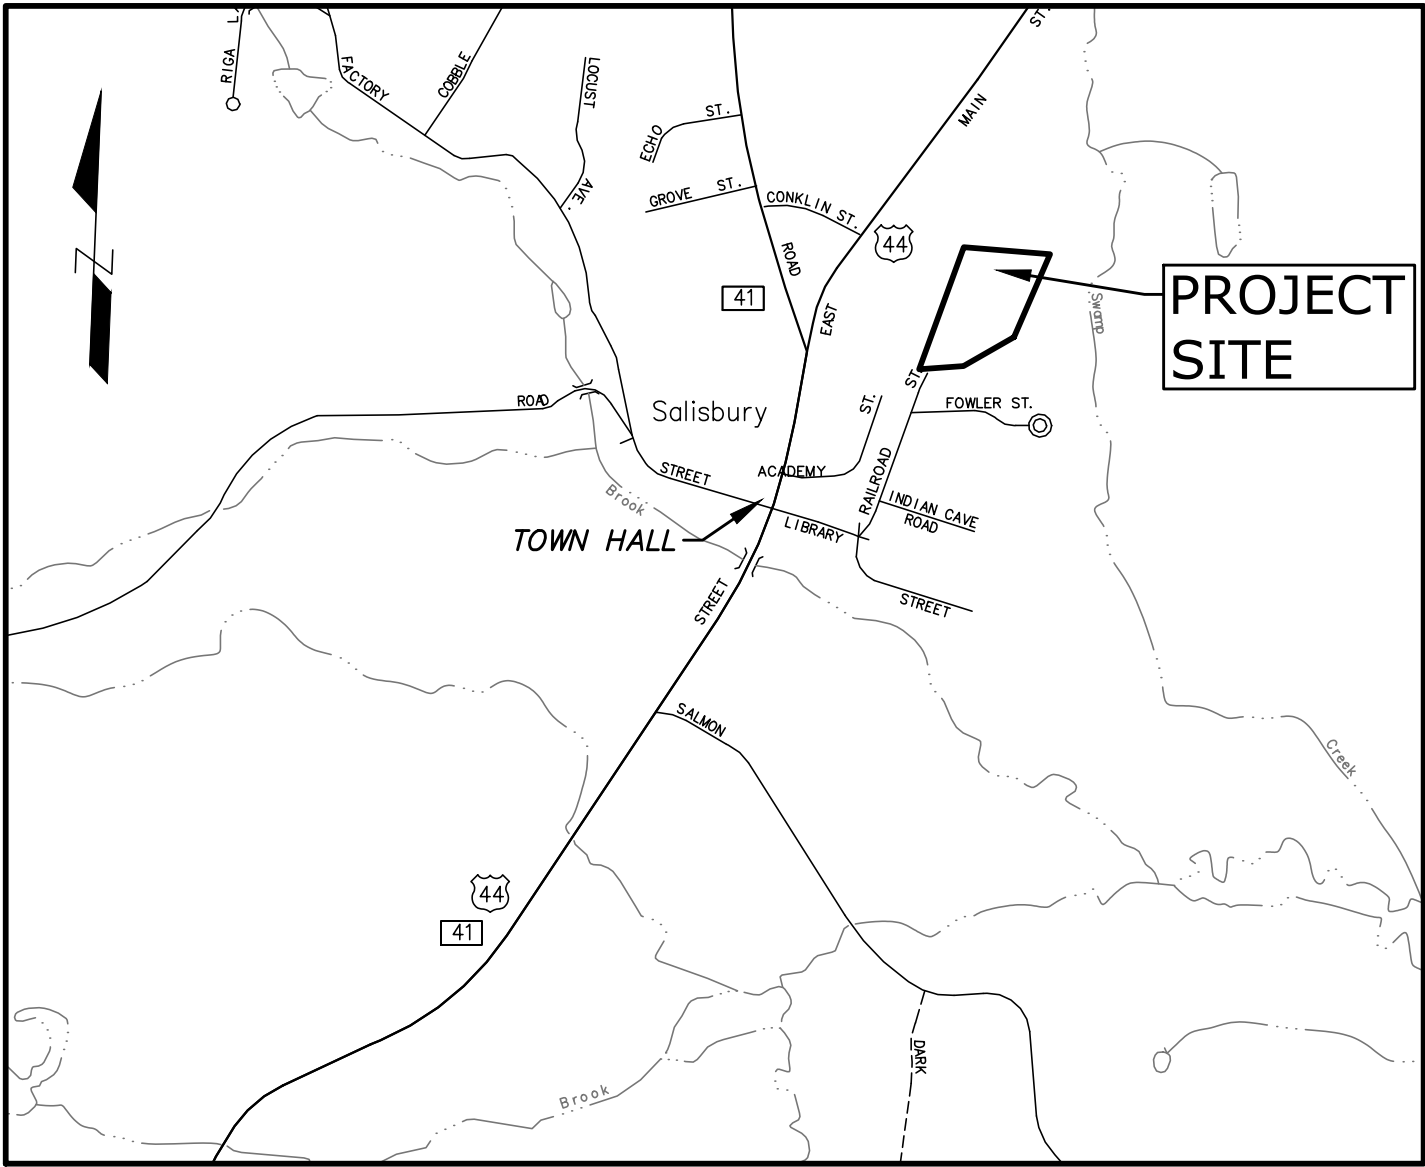 RIGA L
FACTORY
COBBLE
LOCUST
AVE.
ECHO ST.
GROVE ST.
CONKLIN ST.
ROAD
MAIN
ST.
44
41
EAST
PROJECT
SITE
Swamp
ROAD
Salisbury
ST.
ST.
FOWLER ST.
STREET
ACADEMY
RAILROAD
INDIAN CAVE
ROAD
Brook
TOWN HALL
LIBRARY
STREET
STREET
SALMON
Creek
44
41
DARK
Brook
N